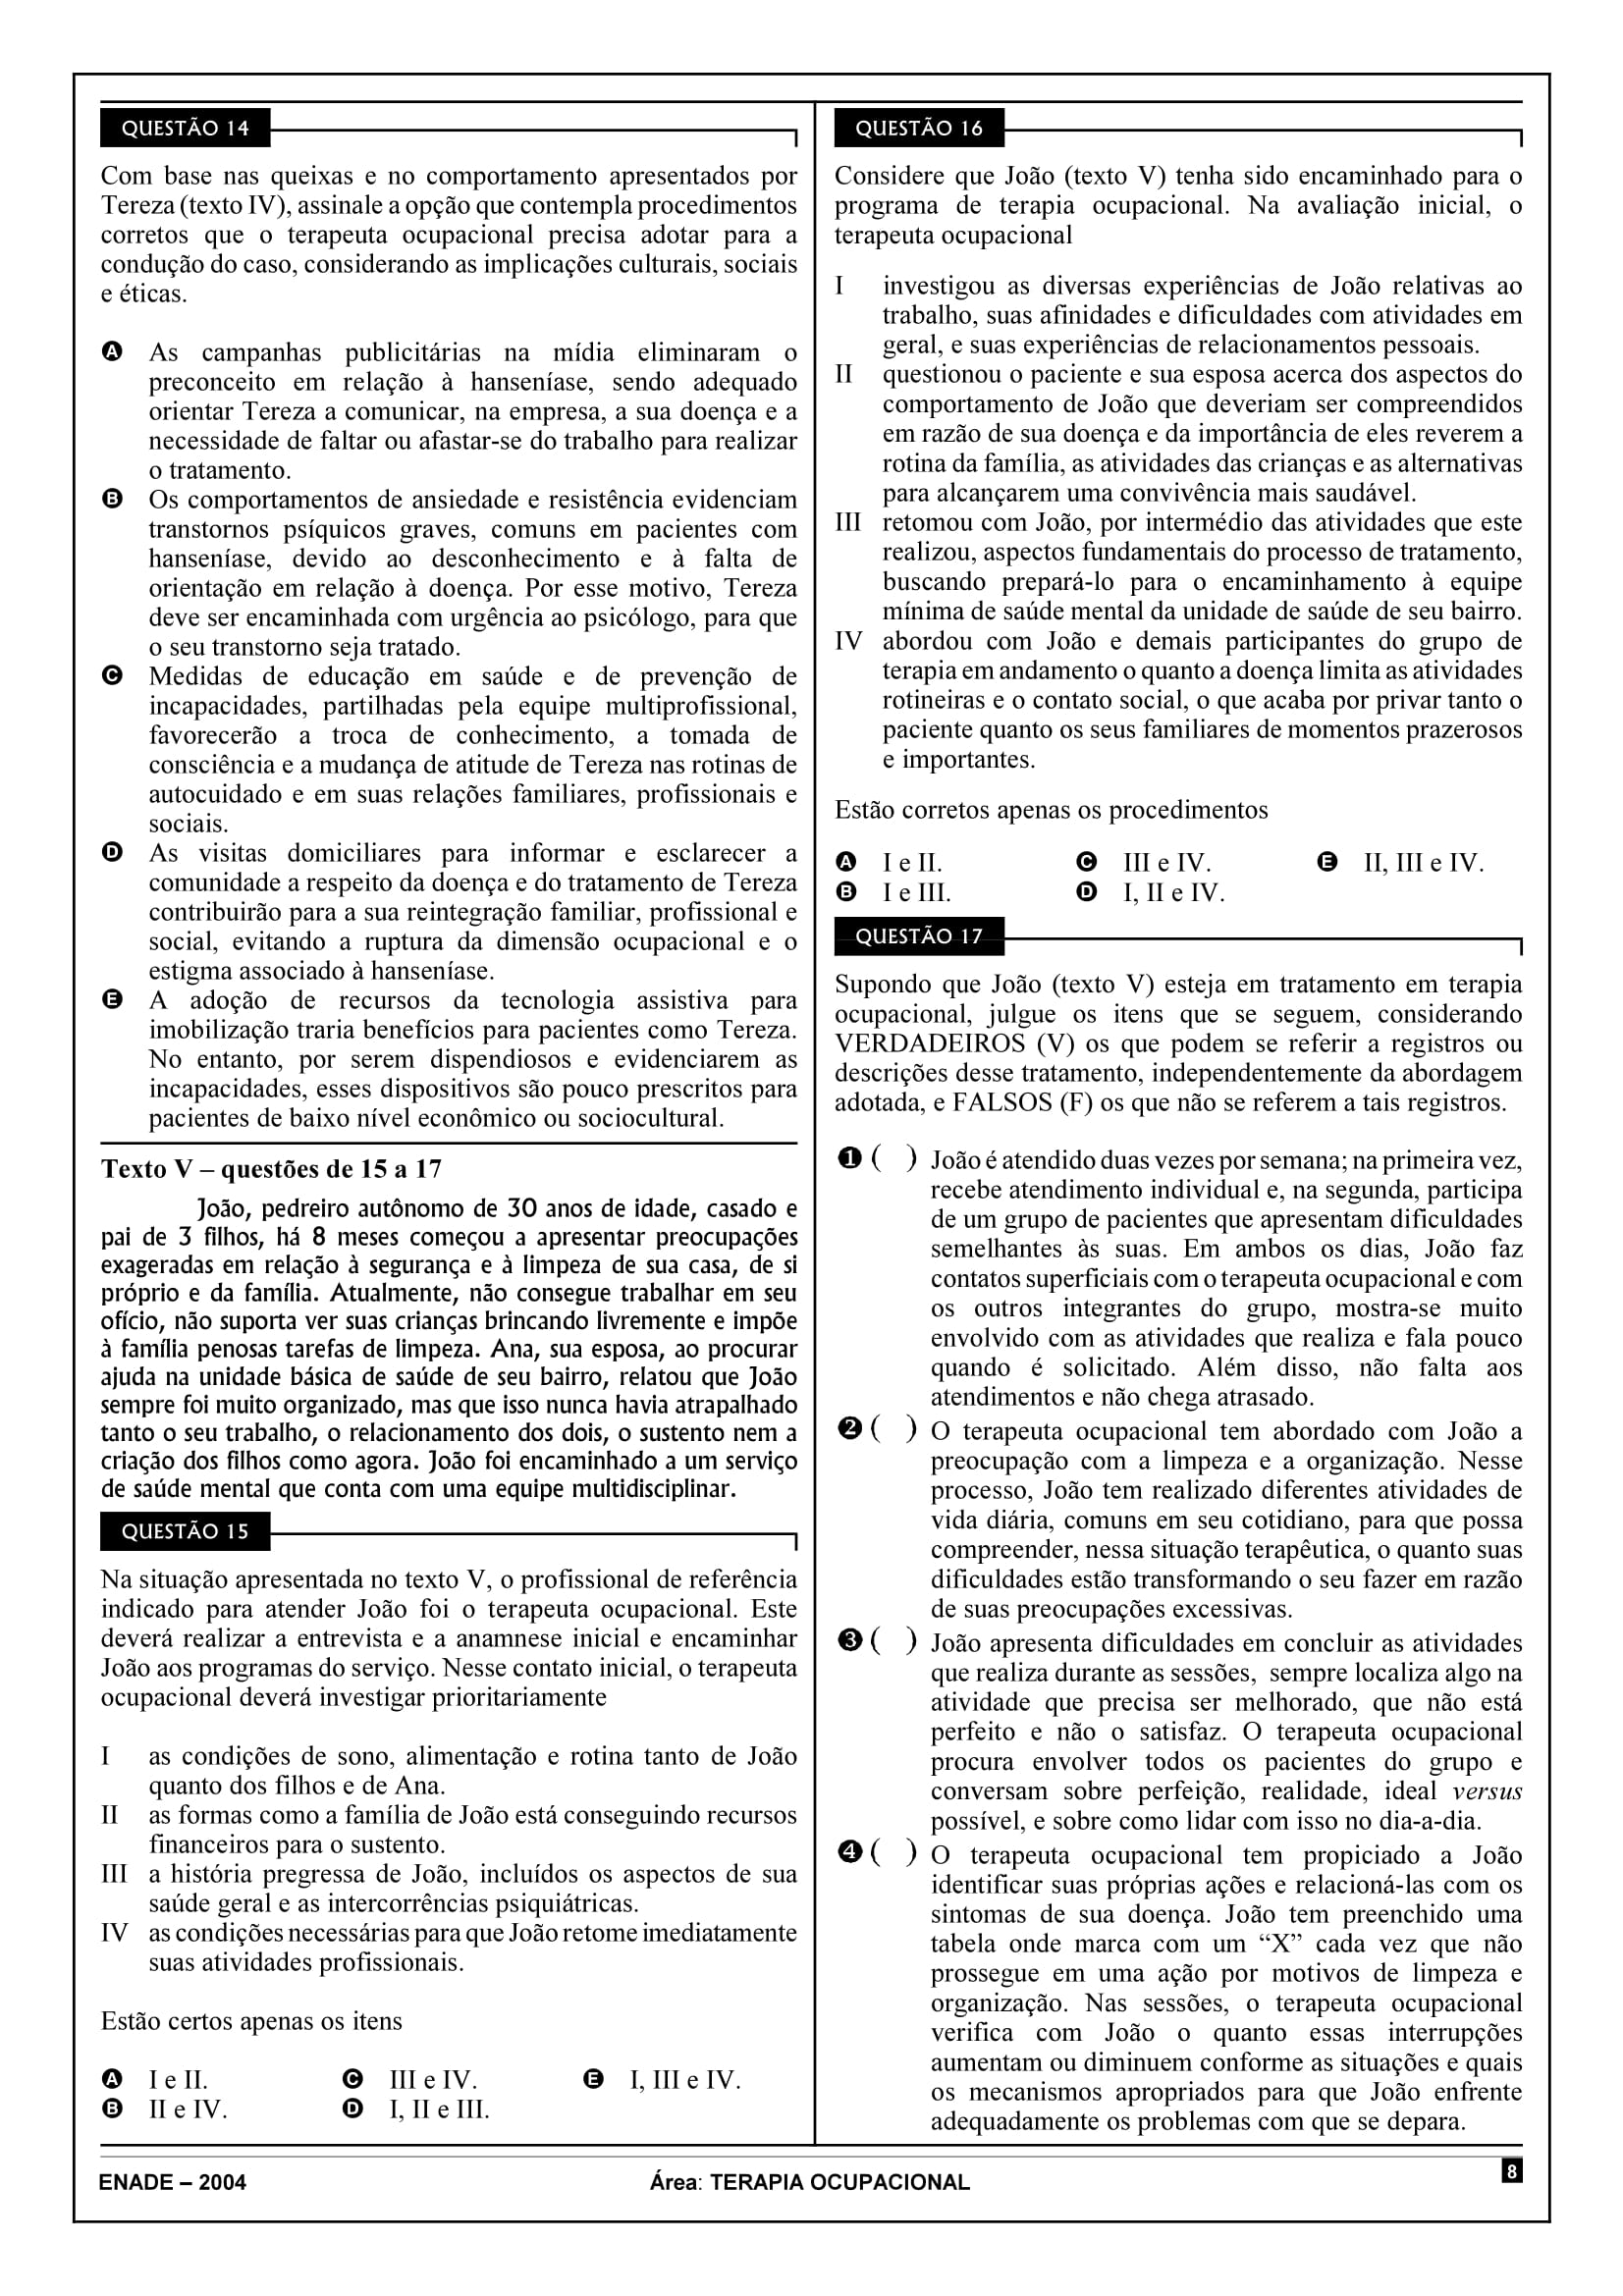 QUESTÃO 14
Com base nas queixas e no comportamento apresentados por
Tereza (texto IV), assinale a opção que contempla procedimentos
corretos que o terapeuta ocupacional precisa adotar para a
condução do caso, considerando as implicações culturais, sociais
e éticas.
A As campanhas publicitárias na mídia eliminaram o
preconceito em relação à hanseníase, sendo adequado
orientar Tereza a comunicar, na empresa, a sua doença e a
necessidade de faltar ou afastar-se do trabalho para realizar
o tratamento.
B Os comportamentos de ansiedade e resistência evidenciam
transtornos psíquicos graves, comuns em pacientes com
hanseníase, devido ao desconhecimento e à falta de
orientação em relação à doença. Por esse motivo, Tereza
deve ser encaminhada com urgência ao psicólogo, para que
o seu transtorno seja tratado.
C Medidas de educação em saúde e de prevenção de
incapacidades, partilhadas pela equipe multiprofissional,
favorecerão a troca de conhecimento, a tomada de
consciência e a mudança de atitude de Tereza nas rotinas de
autocuidado e em suas relações familiares, profissionais e
sociais.
D As visitas domiciliares para informar e esclarecer a
comunidade a respeito da doença e do tratamento de Tereza
contribuirão para a sua reintegração familiar, profissional e
social, evitando a ruptura da dimensão ocupacional e o
estigma associado à hanseníase.
E A adoção de recursos da tecnologia assistiva para
imobilização traria benefícios para pacientes como Tereza.
No entanto, por serem dispendiosos e evidenciarem as
incapacidades, esses dispositivos são pouco prescritos para
pacientes de baixo nível econômico ou sociocultural.
Texto V – questões de 15 a 17
João, pedreiro autônomo de 30 anos de idade, casado e
pai de 3 filhos, há 8 meses começou a apresentar preocupações
exageradas em relação à segurança e à limpeza de sua casa, de si
próprio e da família. Atualmente, não consegue trabalhar em seu
ofício, não suporta ver suas crianças brincando livremente e impõe
à família penosas tarefas de limpeza. Ana, sua esposa, ao procurar
ajuda na unidade básica de saúde de seu bairro, relatou que João
sempre foi muito organizado, mas que isso nunca havia atrapalhado
tanto o seu trabalho, o relacionamento dos dois, o sustento nem a
criação dos filhos como agora. João foi encaminhado a um serviço
de saúde mental que conta com uma equipe multidisciplinar.
QUESTÃO 15
Na situação apresentada no texto V, o profissional de referência
indicado para atender João foi o terapeuta ocupacional. Este
deverá realizar a entrevista e a anamnese inicial e encaminhar
João aos programas do serviço. Nesse contato inicial, o terapeuta
ocupacional deverá investigar prioritariamente
I as condições de sono, alimentação e rotina tanto de João
quanto dos filhos e de Ana.
II as formas como a família de João está conseguindo recursos
financeiros para o sustento.
III a história pregressa de João, incluídos os aspectos de sua
saúde geral e as intercorrências psiquiátricas.
IV as condições necessárias para que João retome imediatamente
suas atividades profissionais.
Estão certos apenas os itens
A I e II. C III e IV. E I, III e IV.
B II e IV. D I, II e III.
QUESTÃO 16
Considere que João (texto V) tenha sido encaminhado para o
programa de terapia ocupacional. Na avaliação inicial, o
terapeuta ocupacional
I investigou as diversas experiências de João relativas ao
trabalho, suas afinidades e dificuldades com atividades em
geral, e suas experiências de relacionamentos pessoais.
II questionou o paciente e sua esposa acerca dos aspectos do
comportamento de João que deveriam ser compreendidos
em razão de sua doença e da importância de eles reverem a
rotina da família, as atividades das crianças e as alternativas
para alcançarem uma convivência mais saudável.
III retomou com João, por intermédio das atividades que este
realizou, aspectos fundamentais do processo de tratamento,
buscando prepará-lo para o encaminhamento à equipe
mínima de saúde mental da unidade de saúde de seu bairro.
IV abordou com João e demais participantes do grupo de
terapia em andamento o quanto a doença limita as atividades
rotineiras e o contato social, o que acaba por privar tanto o
paciente quanto os seus familiares de momentos prazerosos
e importantes.
Estão corretos apenas os procedimentos
A I e II. C III e IV. E II, III e IV.
B I e III. D I, II e IV.
QUESTÃO 17
Supondo que João (texto V) esteja em tratamento em terapia
ocupacional, julgue os itens que se seguem, considerando
VERDADEIROS (V) os que podem se referir a registros ou
descrições desse tratamento, independentemente da abordagem
adotada, e FALSOS (F) os que não se referem a tais registros.
1 ( ) João é atendido duas vezes por semana; na primeira vez,
recebe atendimento individual e, na segunda, participa
de um grupo de pacientes que apresentam dificuldades
semelhantes às suas. Em ambos os dias, João faz
contatos superficiais com o terapeuta ocupacional e com
os outros integrantes do grupo, mostra-se muito
envolvido com as atividades que realiza e fala pouco
quando é solicitado. Além disso, não falta aos
atendimentos e não chega atrasado.
2 ( ) O terapeuta ocupacional tem abordado com João a
preocupação com a limpeza e a organização. Nesse
processo, João tem realizado diferentes atividades de
vida diária, comuns em seu cotidiano, para que possa
compreender, nessa situação terapêutica, o quanto suas
dificuldades estão transformando o seu fazer em razão
de suas preocupações excessivas.
3 ( ) João apresenta dificuldades em concluir as atividades
que realiza durante as sessões, sempre localiza algo na
atividade que precisa ser melhorado, que não está
perfeito e não o satisfaz. O terapeuta ocupacional
procura envolver todos os pacientes do grupo e
conversam sobre perfeição, realidade, ideal versus
possível, e sobre como lidar com isso no dia-a-dia.
4 ( ) O terapeuta ocupacional tem propiciado a João
identificar suas próprias ações e relacioná-las com os
sintomas de sua doença. João tem preenchido uma
tabela onde marca com um “X” cada vez que não
prossegue em uma ação por motivos de limpeza e
organização. Nas sessões, o terapeuta ocupacional
verifica com João o quanto essas interrupções
aumentam ou diminuem conforme as situações e quais
os mecanismos apropriados para que João enfrente
adequadamente os problemas com que se depara.
ENADE – 2004 Área: TERAPIA OCUPACIONAL 8